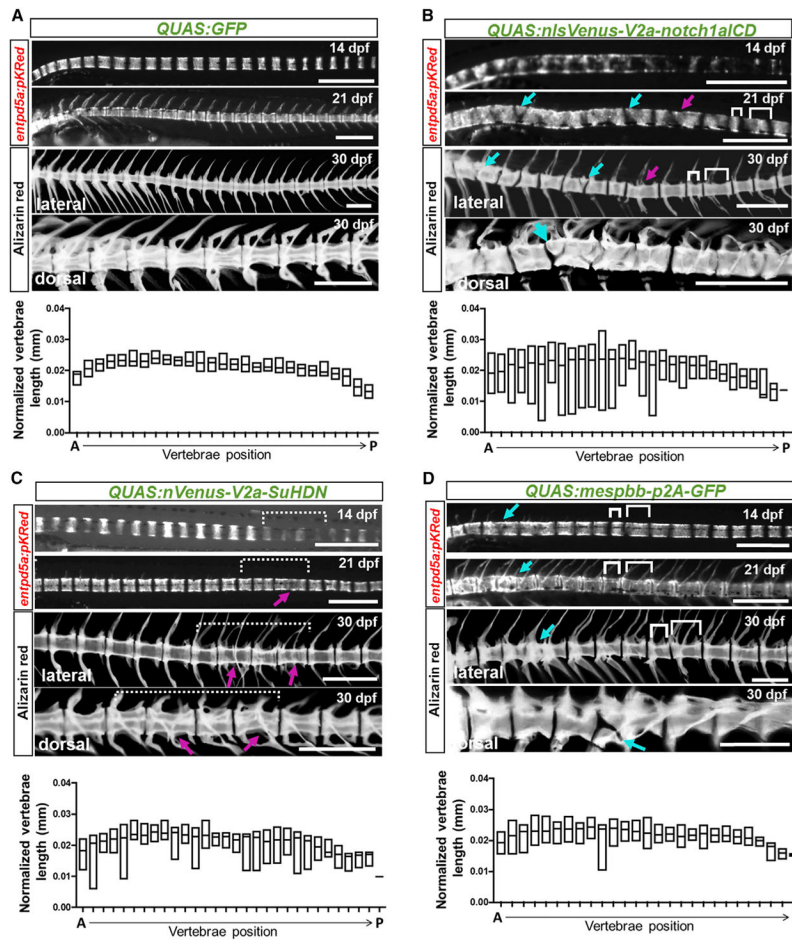 A
QUAS:GFP
entpd5a:pKRed
14 dpf
21 dpf
Alizarin red
30 dpf
lateral
30 dpf
dorsal
Normalized vertebrae
length (mm)
0.04
0.03
0.02
0.01
0.00
A
P
Vertebrae position
B
QUAS:nlsVenus-V2a-notch1aICD
entpd5a:pKRed
14 dpf
21 dpf
Alizarin red
30 dpf
lateral
30 dpf
dorsal
Normalized vertebrae
length (mm)
0.04
0.03
0.02
0.01
0.00
A
P
Vertebrae position
C
QUAS:nVenus-V2a-SuHDN
entpd5a:pKRed
14 dpf
21 dpf
Alizarin red
30 dpf
lateral
30 dpf
dorsal
Normalized vertebrae
length (mm)
0.04
0.03
0.02
0.01
0.00
A
P
Vertebrae position
D
QUAS:mespbb-p2A-GFP
entpd5a:pKRed
14 dpf
21 dpf
Alizarin red
30 dpf
lateral
30 dpf
dorsal
Normalized vertebrae
length (mm)
0.04
0.03
0.02
0.01
0.00
A
P
Vertebrae position